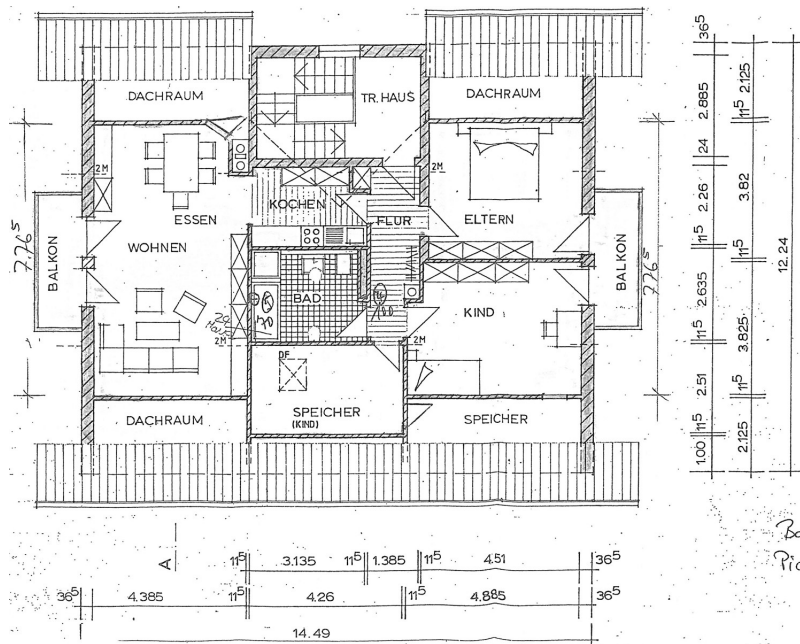 DACHRAUM
TR. HAUS
DACHRAUM
2M
2M
KOCHEN
ESSEN
FLUR
ELTERN
WOHNEN
BALKON
BALKON
7.76⁵
7.76⁵
BAD
KIND
70
100
2M
2M
DF
SPEICHER
(KIND)
DACHRAUM
SPEICHER
36⁵
2.885
24
2.26
11⁵
2.635
11⁵
2.51
11⁵
1.00
2.125
11⁵
3.82
11⁵
3.825
11⁵
2.125
12.24
A
11⁵ 3.135 11⁵ 1.385 11⁵ 4.51 36⁵
36⁵ 4.385 11⁵ 4.26 11⁵ 4.885 36⁵
14.49